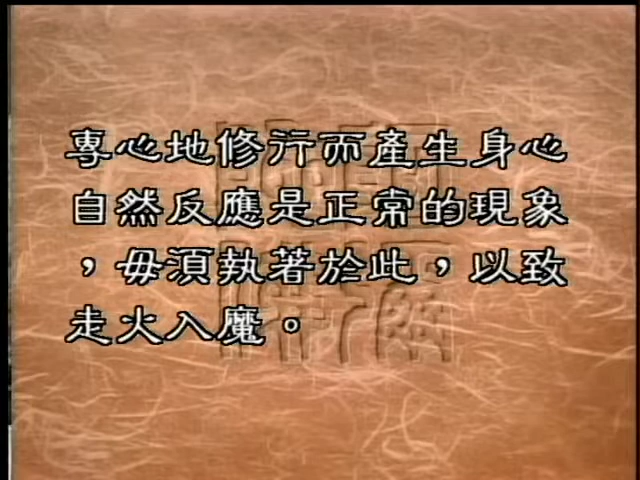 專心地修行而產生身心
自然反應是正常的現象
，毋須執著於此，以致
走火入魔。